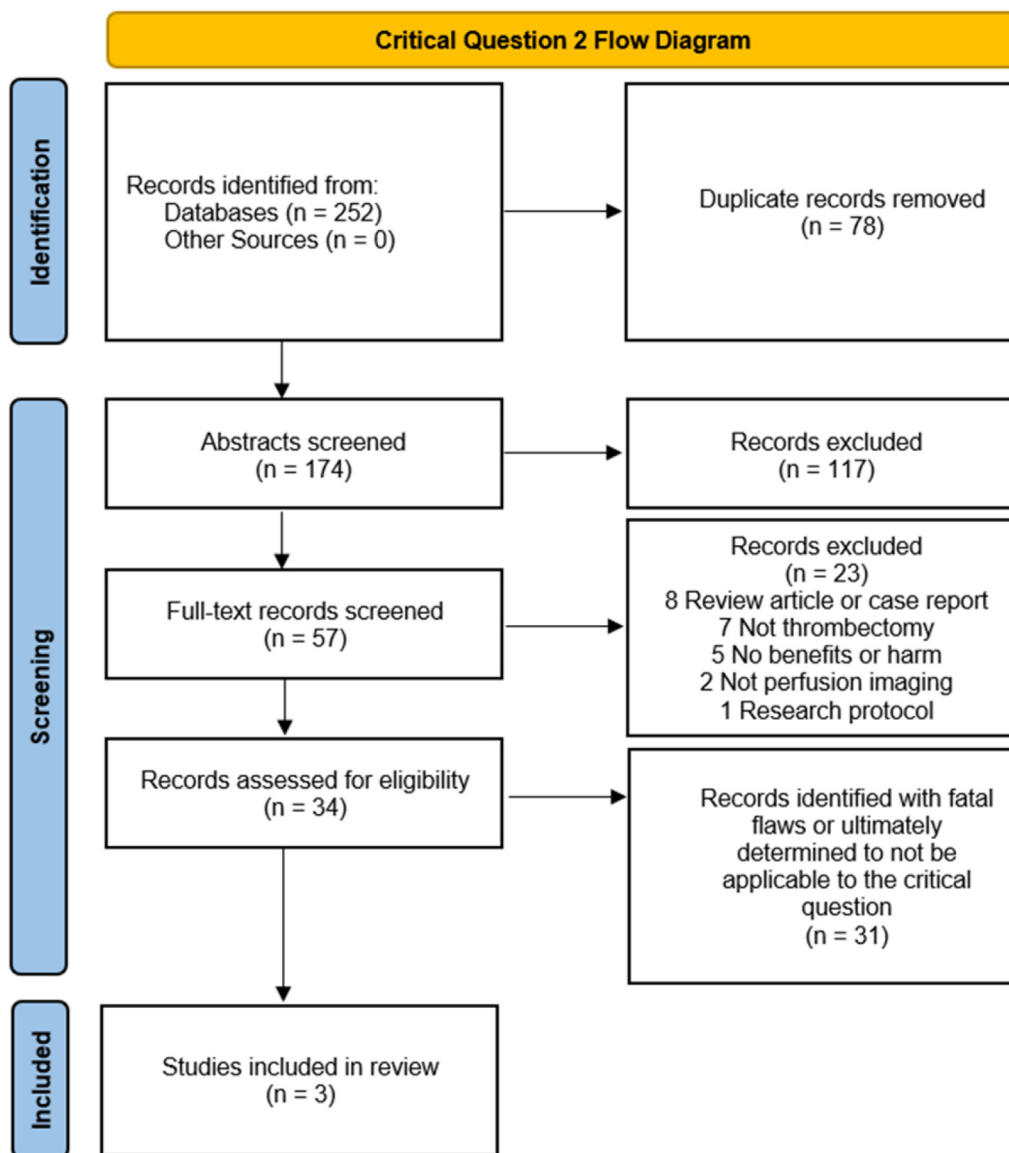 Critical Question 2 Flow Diagram
Identification
Records identified from:
Databases (n = 252)
Other Sources (n = 0)
Duplicate records removed
(n = 78)
Screening
Abstracts screened
(n = 174)
Records excluded
(n = 117)
Full-text records screened
(n = 57)
Records excluded
(n = 23)
8 Review article or case report
7 Not thrombectomy
5 No benefits or harm
2 Not perfusion imaging
1 Research protocol
Records assessed for eligibility
(n = 34)
Records identified with fatal
flaws or ultimately
determined to not be
applicable to the critical
question
(n = 31)
Included
Studies included in review
(n = 3)